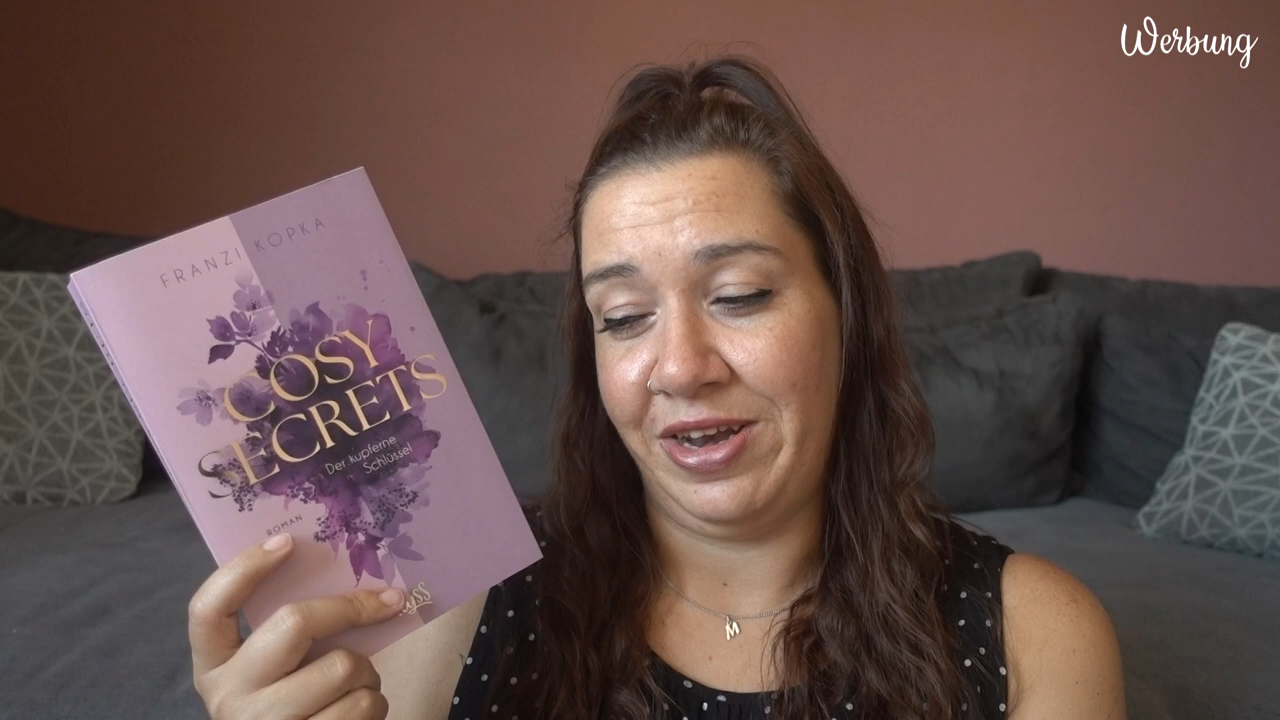 Werbung
FRANZI KOPKA
COSY
SECRETS
Der kupferne
Schlüssel
ROMAN
M